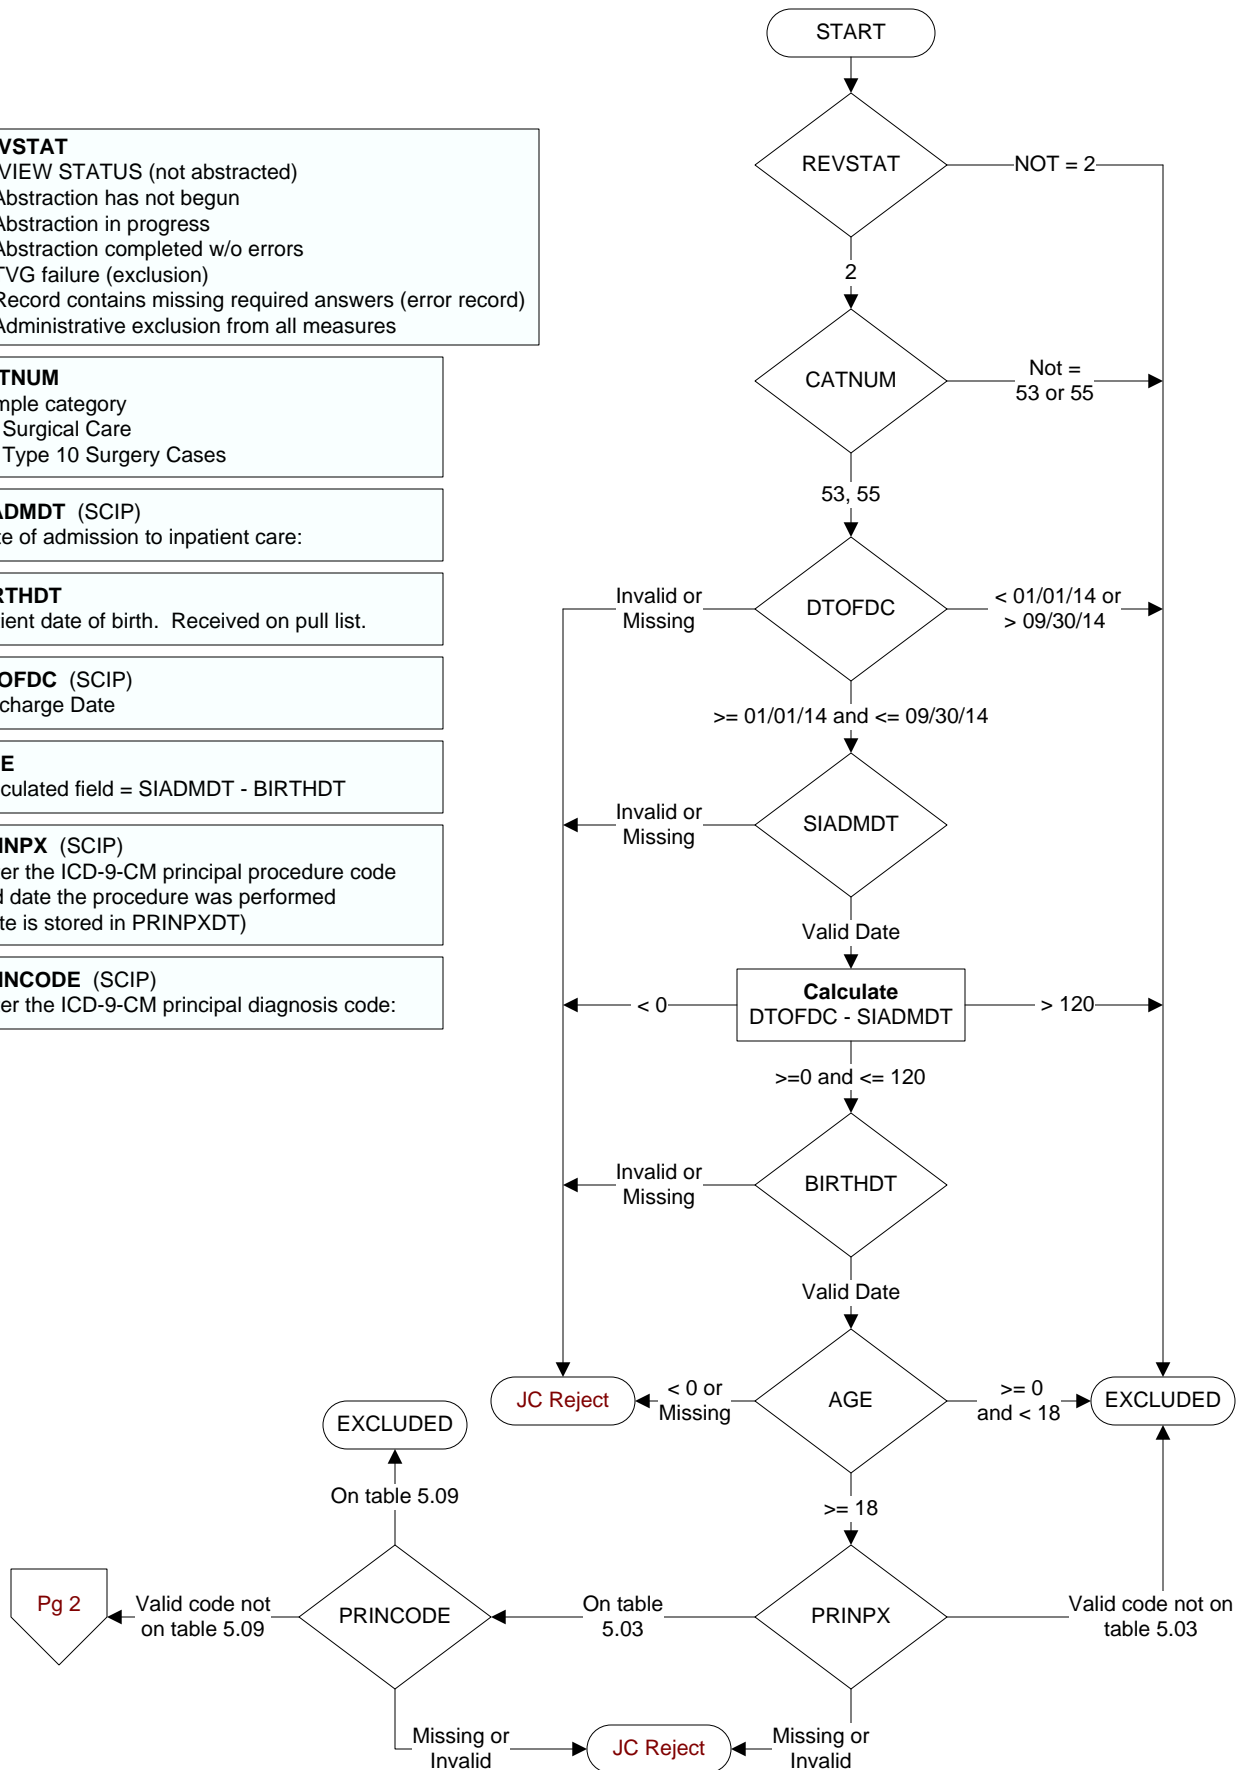 START
VSTAT
VIEW STATUS (not abstracted)
Abstraction has not begun
Abstraction in progress
Abstraction completed w/o errors
TVG failure (exclusion)
Record contains missing required answers (error record)
Administrative exclusion from all measures
REVSTAT
NOT = 2
2
TNUM
mple category
Surgical Care
Type 10 Surgery Cases
CATNUM
Not =
53 or 55
53, 55
ADMDT (SCIP)
te of admission to inpatient care:
RTHDT
ient date of birth. Received on pull list.
Invalid or
Missing
DTOFDC
< 01/01/14 or
> 09/30/14
OFDC (SCIP)
charge Date
>= 01/01/14 and <= 09/30/14
E
culated field = SIADMDT - BIRTHDT
Invalid or
Missing
SIADMDT
INPX (SCIP)
er the ICD-9-CM principal procedure code
d date the procedure was performed
te is stored in PRINPXDT)
Valid Date
INCODE (SCIP)
er the ICD-9-CM principal diagnosis code:
< 0
Calculate
DTOFDC - SIADMDT
> 120
>=0 and <= 120
Invalid or
Missing
BIRTHDT
Valid Date
JC Reject
< 0 or
Missing
AGE
>= 0
and < 18
EXCLUDED
EXCLUDED
On table 5.09
>= 18
Pg 2
Valid code not
on table 5.09
PRINCODE
On table
5.03
PRINPX
Valid code not on
table 5.03
Missing or
Invalid
JC Reject
Missing or
Invalid